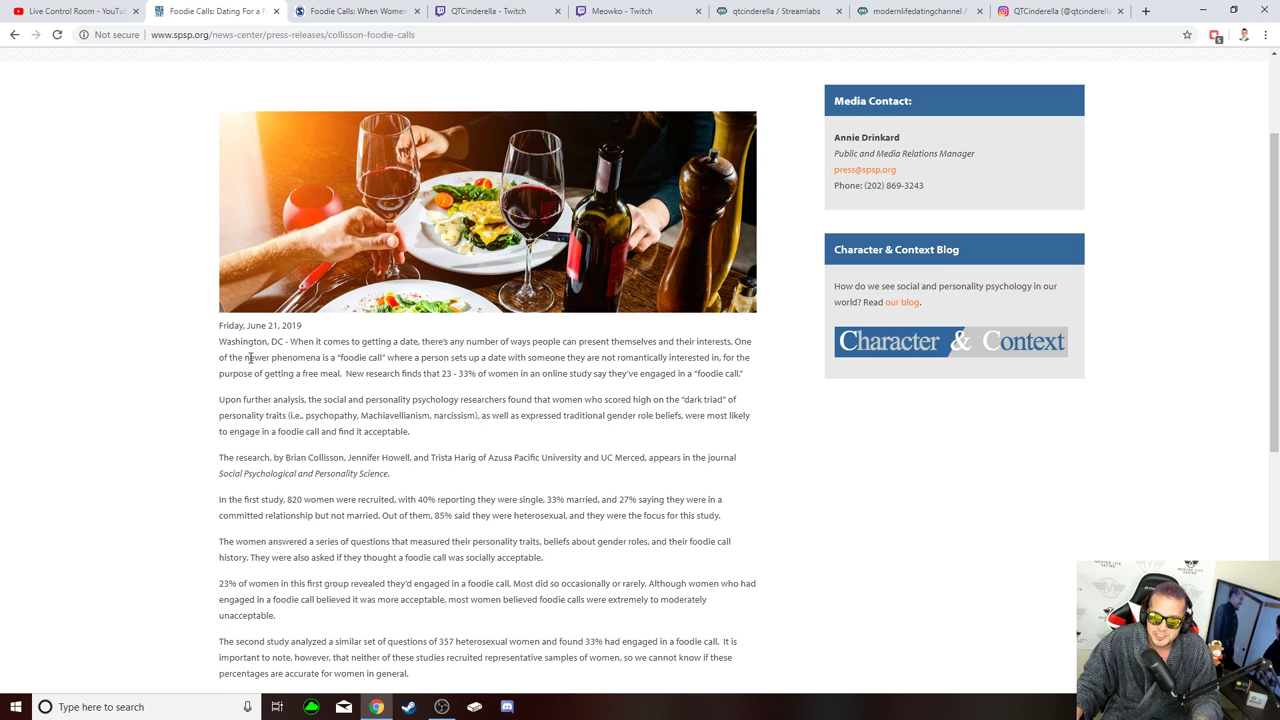 Live Control Room - YouTu
Foodie Calls: Dating For a F
Foodie Calls: When Women
QTCinderella - Twitch
Meowko - Twitch
qtcinderella / Streamlabs
modernlifedatingchannel /
QTCinderella (@qtcinderella
Not secure | www.spsp.org/news-center/press-releases/collisson-foodie-calls
5
Media Contact:
Annie Drinkard
Public and Media Relations Manager
press@spsp.org
Phone: (202) 869-3243
Character & Context Blog
How do we see social and personality psychology in our
world? Read our blog.
Character & Context
Friday, June 21, 2019
Washington, DC - When it comes to getting a date, there's any number of ways people can present themselves and their interests. One
of the newer phenomena is a “foodie call” where a person sets up a date with someone they are not romantically interested in, for the
purpose of getting a free meal. New research finds that 23 - 33% of women in an online study say they've engaged in a “foodie call.”
Upon further analysis, the social and personality psychology researchers found that women who scored high on the “dark triad” of
personality traits (i.e., psychopathy, Machiavellianism, narcissism), as well as expressed traditional gender role beliefs, were most likely
to engage in a foodie call and find it acceptable.
The research, by Brian Collisson, Jennifer Howell, and Trista Harig of Azusa Pacific University and UC Merced, appears in the journal
Social Psychological and Personality Science.
In the first study, 820 women were recruited, with 40% reporting they were single, 33% married, and 27% saying they were in a
committed relationship but not married. Out of them, 85% said they were heterosexual, and they were the focus for this study.
The women answered a series of questions that measured their personality traits, beliefs about gender roles, and their foodie call
history. They were also asked if they thought a foodie call was socially acceptable.
23% of women in this first group revealed they'd engaged in a foodie call. Most did so occasionally or rarely. Although women who had
engaged in a foodie call believed it was more acceptable, most women believed foodie calls were extremely to moderately
unacceptable.
The second study analyzed a similar set of questions of 357 heterosexual women and found 33% had engaged in a foodie call. It is
important to note, however, that neither of these studies recruited representative samples of women, so we cannot know if these
percentages are accurate for women in general.
Type here to search